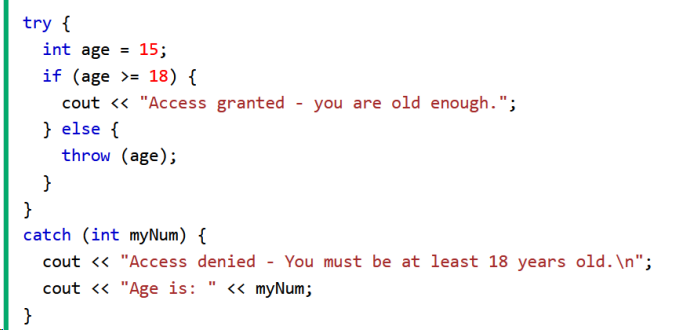 try {
  int age = 15;
  if (age >= 18) {
    cout << "Access granted - you are old enough.";
  } else {
    throw (age);
  }
}
catch (int myNum) {
  cout << "Access denied - You must be at least 18 years old.\n";
  cout << "Age is: " << myNum;
}